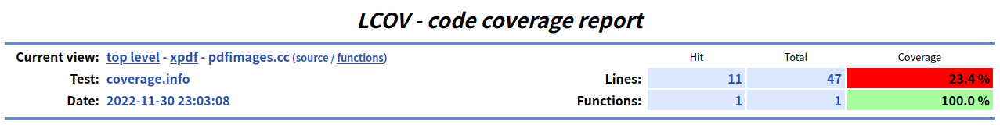 LCOV - code coverage report
Current view: top level - xpdf - pdfimages.cc (source / functions) Hit Total Coverage
Test: coverage.info Lines: 11 47 23.4 %
Date: 2022-11-30 23:03:08 Functions: 1 1 100.0 %